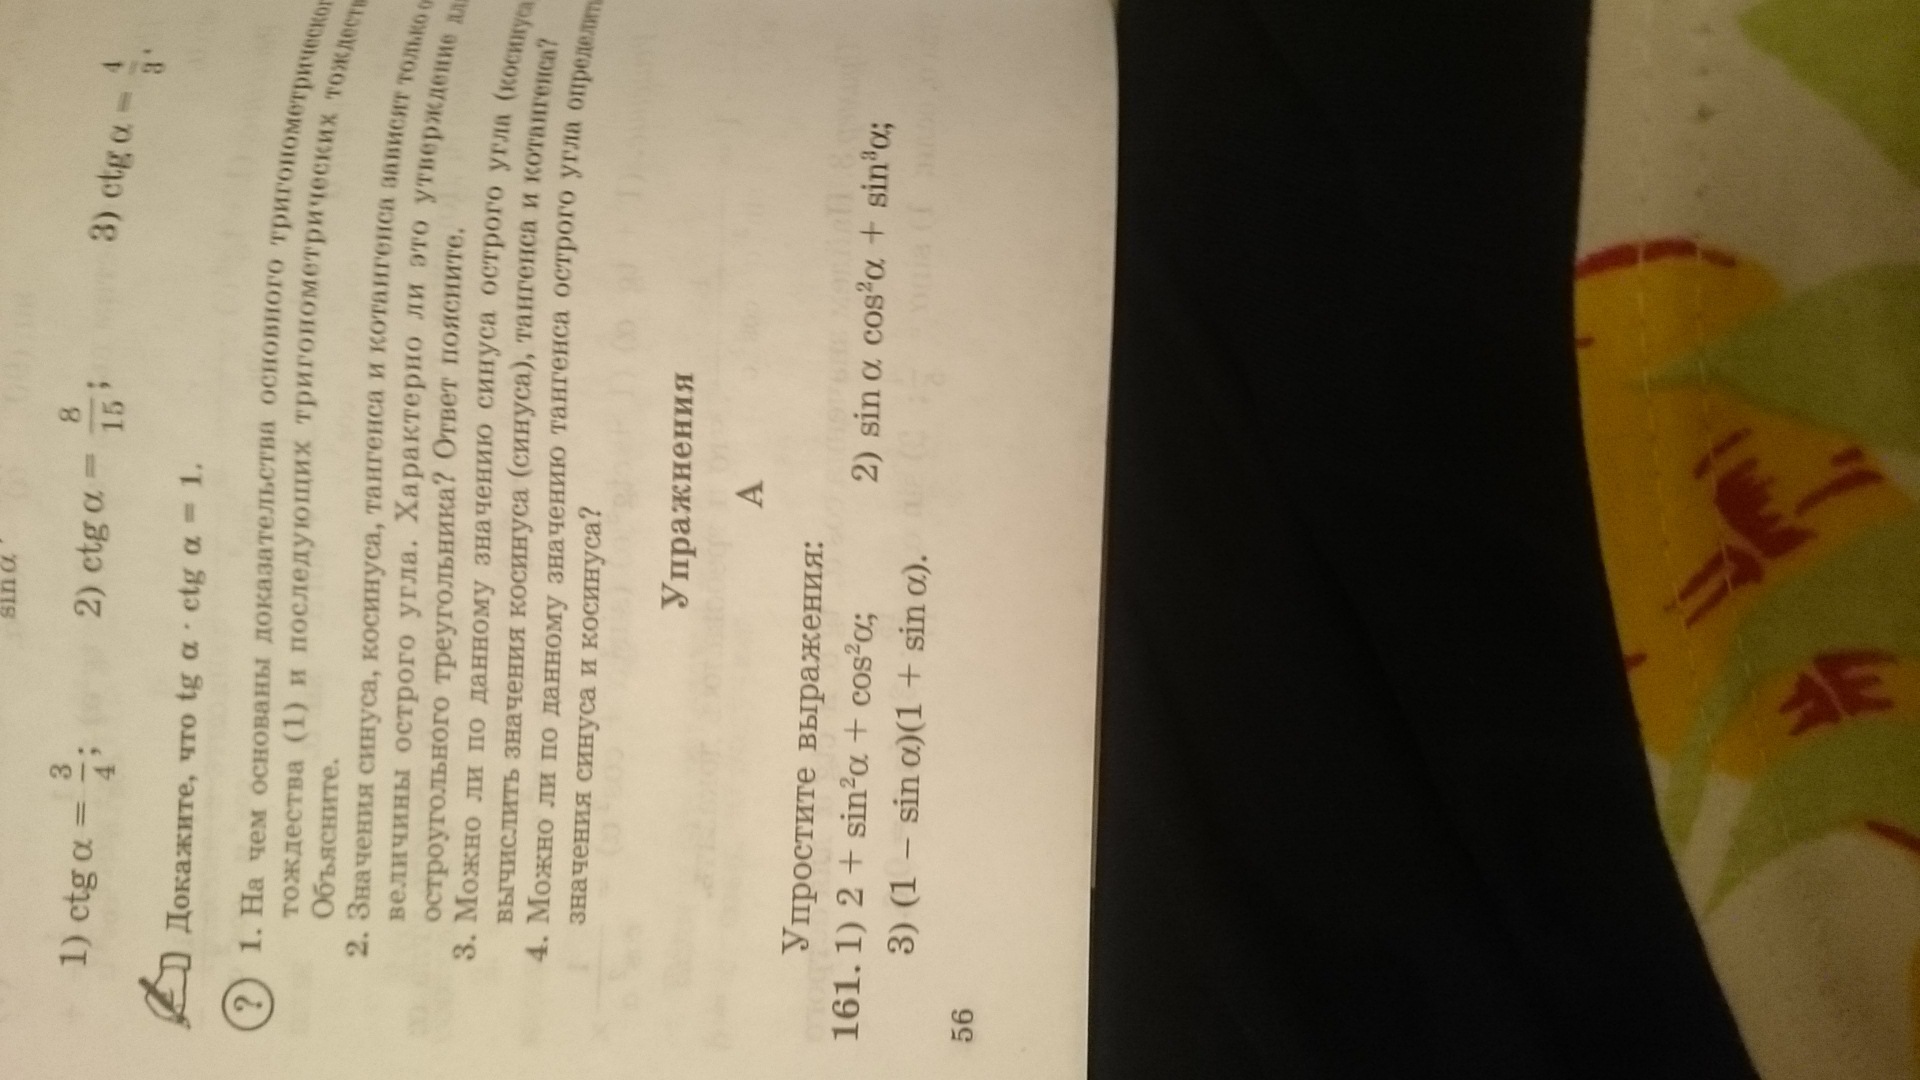 sin α
1) ctg α = 3/4; 2) ctg α = 8/15; 3) ctg α = 4/3.
Докажите, что tg α · ctg α = 1.
? 1. На чем основаны доказательства основного
тождества (1) и последующих тригонометрических
Объясните.
2. Значения синуса, косинуса, тангенса и котангенса зависят только
величины острого угла. Характерно ли это утверждение
остроугольного треугольника? Ответ поясните.
3. Можно ли по данному значению синуса острого угла (косинуса
вычислить значения косинуса (синуса), тангенса и котангенса?
4. Можно ли по данному значению тангенса острого угла определить
значения синуса и косинуса?
Упражнения
А
Упростите выражения:
161. 1) 2 + sin²α + cos²α; 2) sin α cos²α + sin³α;
3) (1 − sin α)(1 + sin α).
56